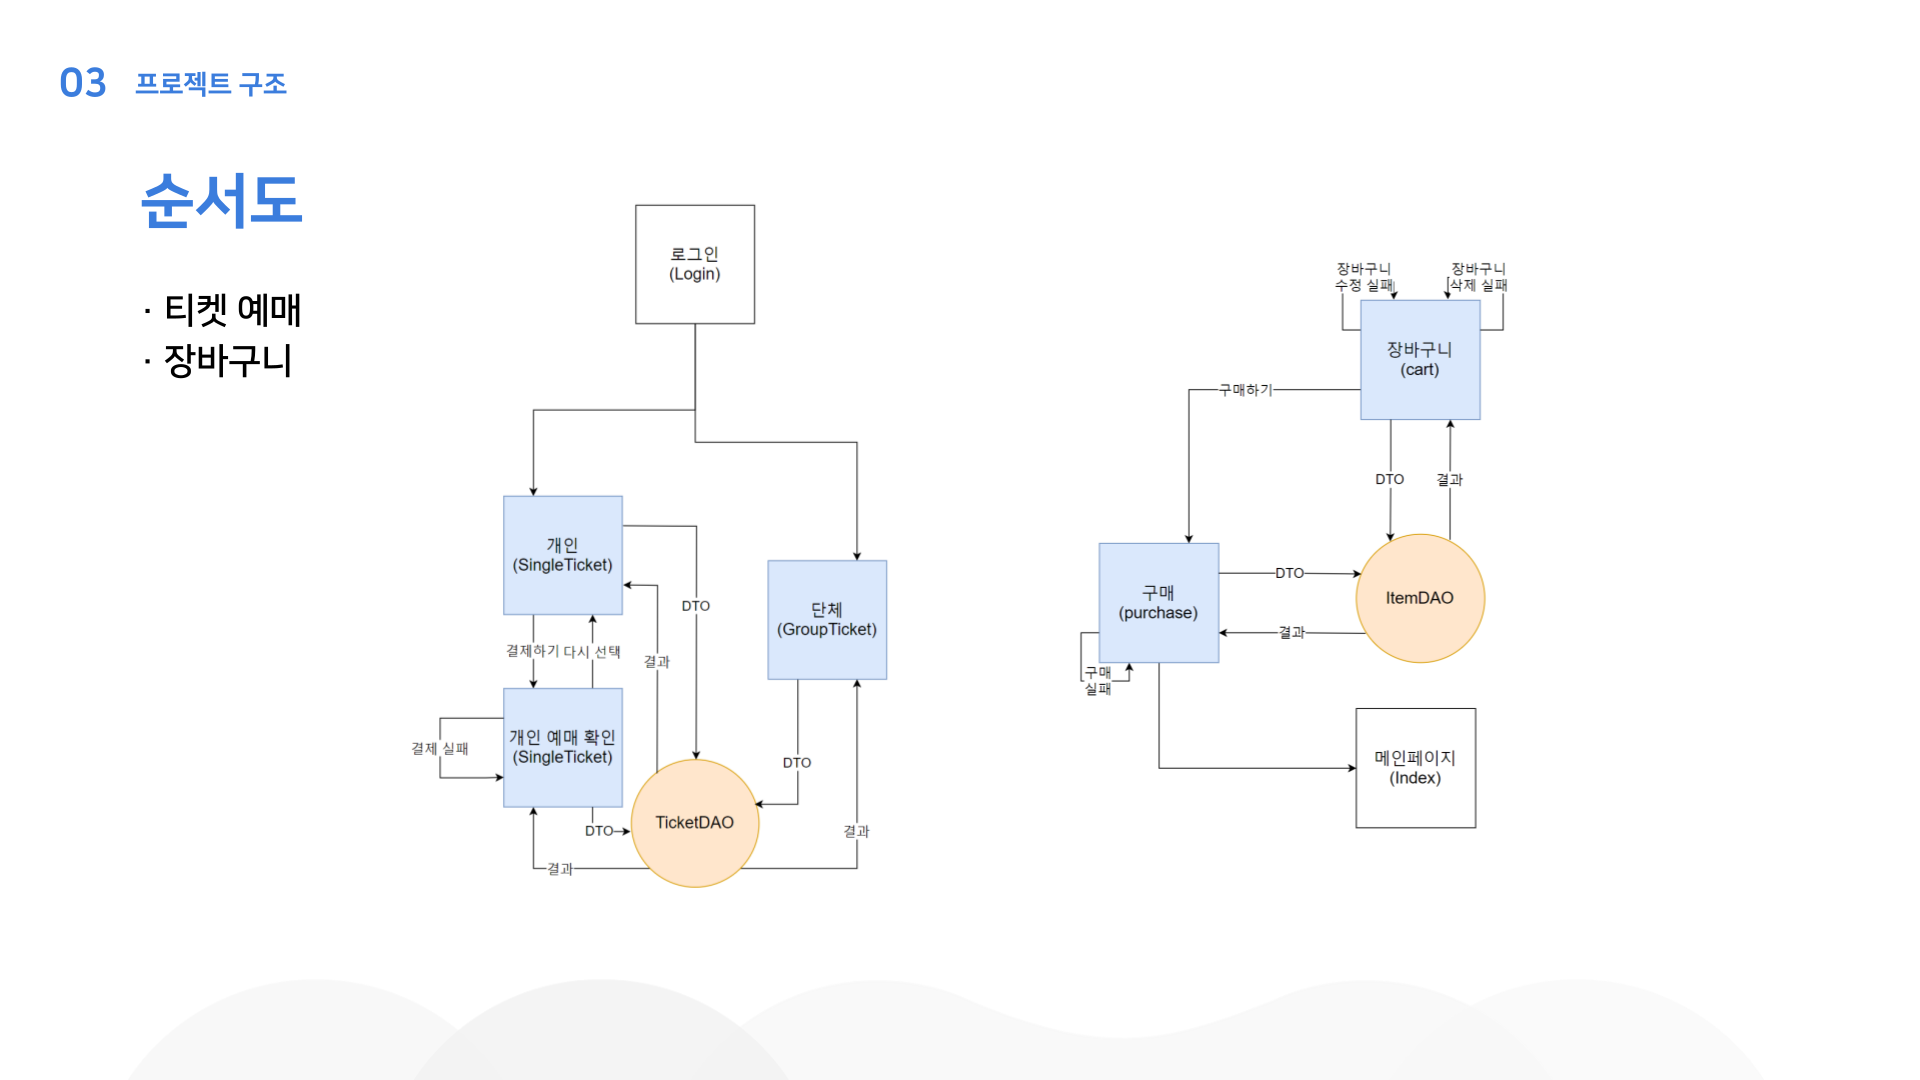 03 프로젝트 구조
순서도
· 티켓 예매
· 장바구니
로그인
(Login)
개인
(SingleTicket)
DTO
단체
(GroupTicket)
결제하기
다시 선택
결과
개인 예매 확인
(SingleTicket)
결제 실패
DTO
TicketDAO
DTO
결과
결과
장바구니
수정 실패
장바구니
삭제 실패
장바구니
(cart)
구매하기
DTO
결과
구매
(purchase)
DTO
ItemDAO
결과
구매
실패
메인페이지
(Index)